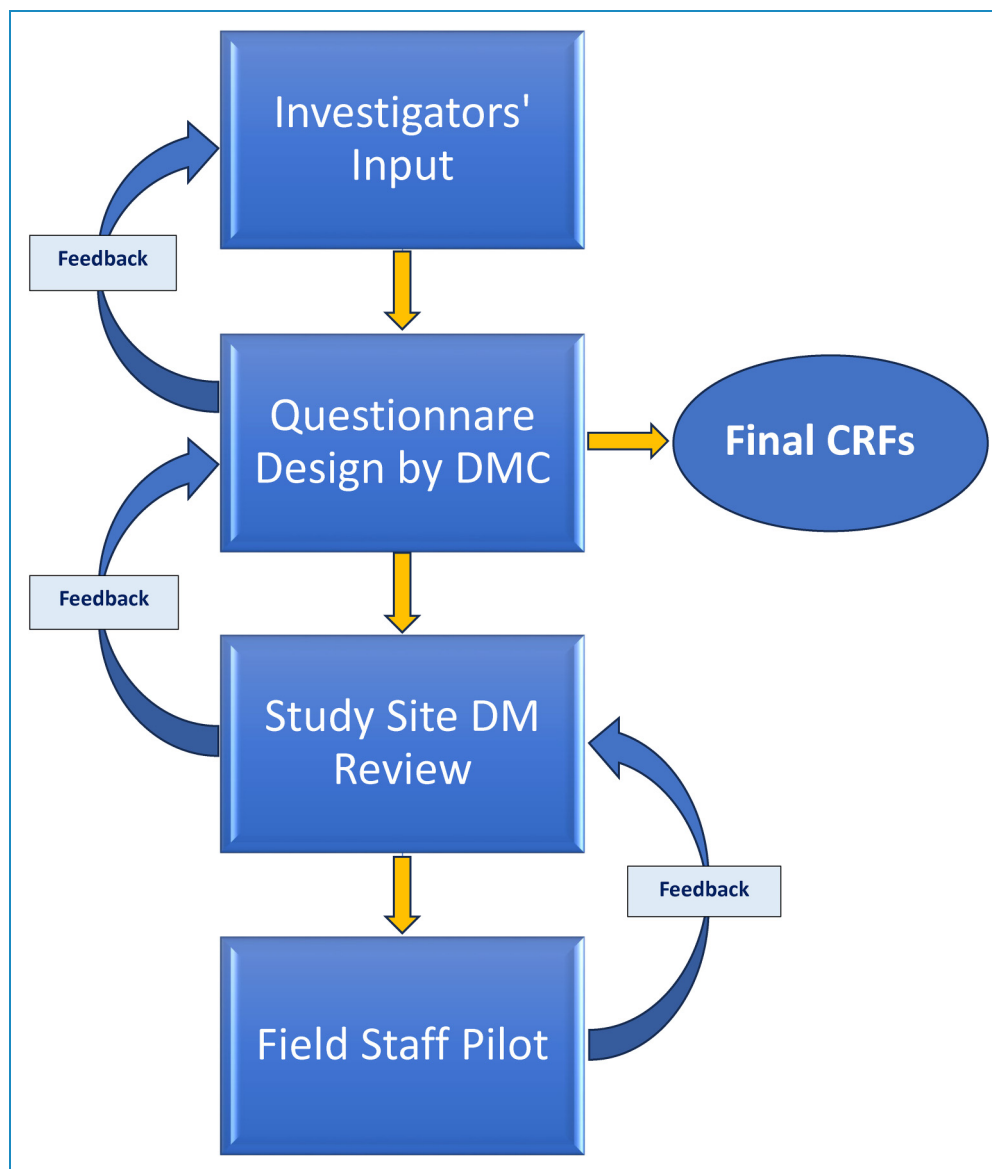 Investigators'
Input
Feedback
Questionnare
Design by DMC
Final CRFs
Feedback
Study Site DM
Review
Feedback
Field Staff Pilot